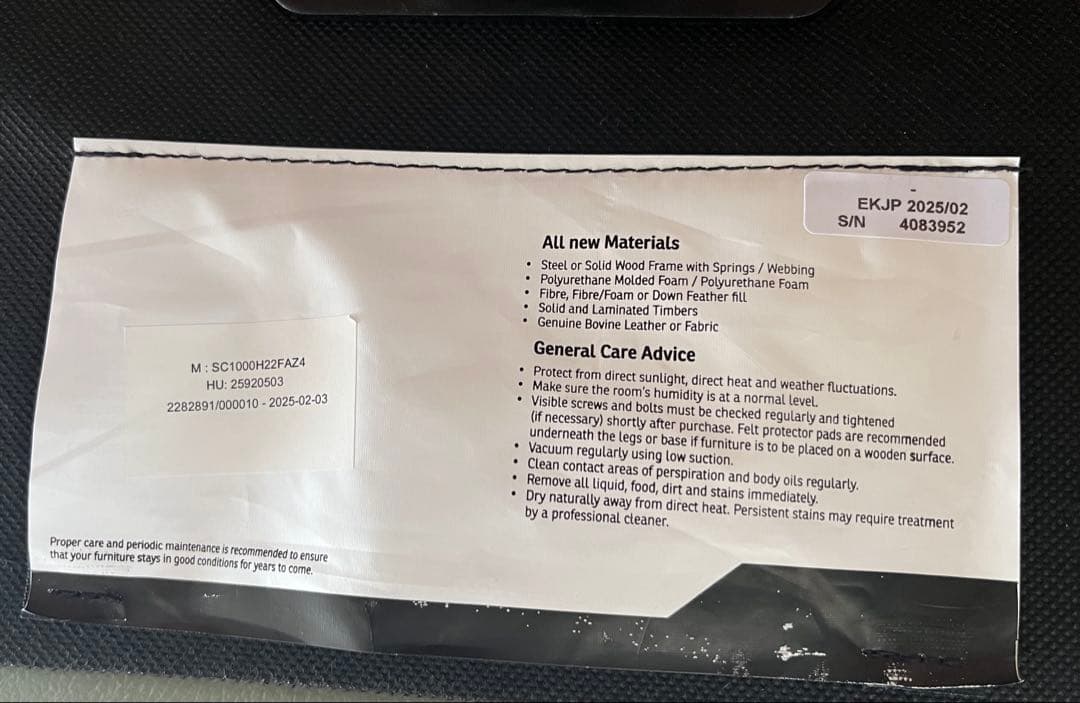 -
EKJP 2025/02
S/N 4083952
All new Materials
• Steel or Solid Wood Frame with Springs / Webbing
• Polyurethane Molded Foam / Polyurethane Foam
• Fibre, Fibre/Foam or Down Feather fill
• Solid and Laminated Timbers
• Genuine Bovine Leather or Fabric
General Care Advice
• Protect from direct sunlight, direct heat and weather fluctuations.
• Make sure the room's humidity is at a normal level.
• Visible screws and bolts must be checked regularly and tightened
(if necessary) shortly after purchase. Felt protector pads are recommended
underneath the legs or base if furniture is to be placed on a wooden surface.
• Vacuum regularly using low suction.
• Clean contact areas of perspiration and body oils regularly.
• Remove all liquid, food, dirt and stains immediately.
• Dry naturally away from direct heat. Persistent stains may require treatment
by a professional cleaner.
M : SC1000H22FAZ4
HU: 25920503
2282891/000010 - 2025-02-03
Proper care and periodic maintenance is recommended to ensure
that your furniture stays in good conditions for years to come.